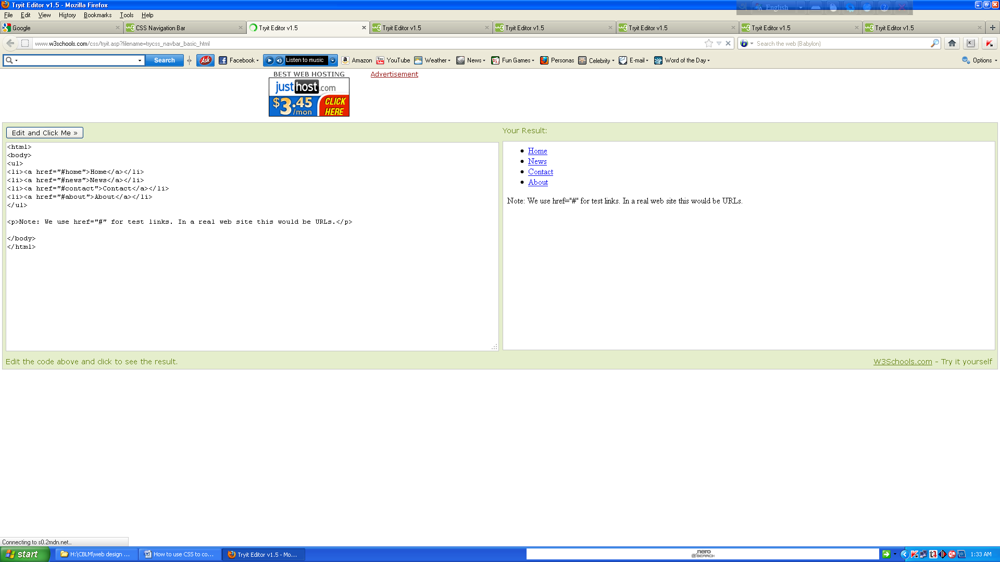 Tryit Editor v1.5 - Mozilla Firefox
English
File Edit View History Bookmarks Tools Help
Google CSS Navigation Bar Tryit Editor v1.5 Tryit Editor v1.5 Tryit Editor v1.5 Tryit Editor v1.5 Tryit Editor v1.5 Tryit Editor v1.5
www.w3schools.com/css/tryit.asp?filename=trycss_navbar_basic_html Search the web (Babylon)
Search Ask Facebook Listen to music Amazon YouTube Weather News Fun Games Personas Celebrity E-mail Word of the Day Options
BEST WEB HOSTING
Advertisement
justhost.com
$3.45/mon
CLICK HERE
Edit and Click Me »
<html>
<body>
<ul>
<li><a href="#home">Home</a></li>
<li><a href="#news">News</a></li>
<li><a href="#contact">Contact</a></li>
<li><a href="#about">About</a></li>
</ul>
<p>Note: We use href="#" for test links. In a real web site this would be URLs.</p>
</body>
</html>
Your Result:
Home
News
Contact
About
Note: We use href="#" for test links. In a real web site this would be URLs.
Edit the code above and click to see the result.
W3Schools.com - Try it yourself
Connecting to s0.2mdn.net...
start H:\CBLM\web design ... How to use CSS to co... Tryit Editor v1.5 - Mo... nero SEARCH 1:33 AM